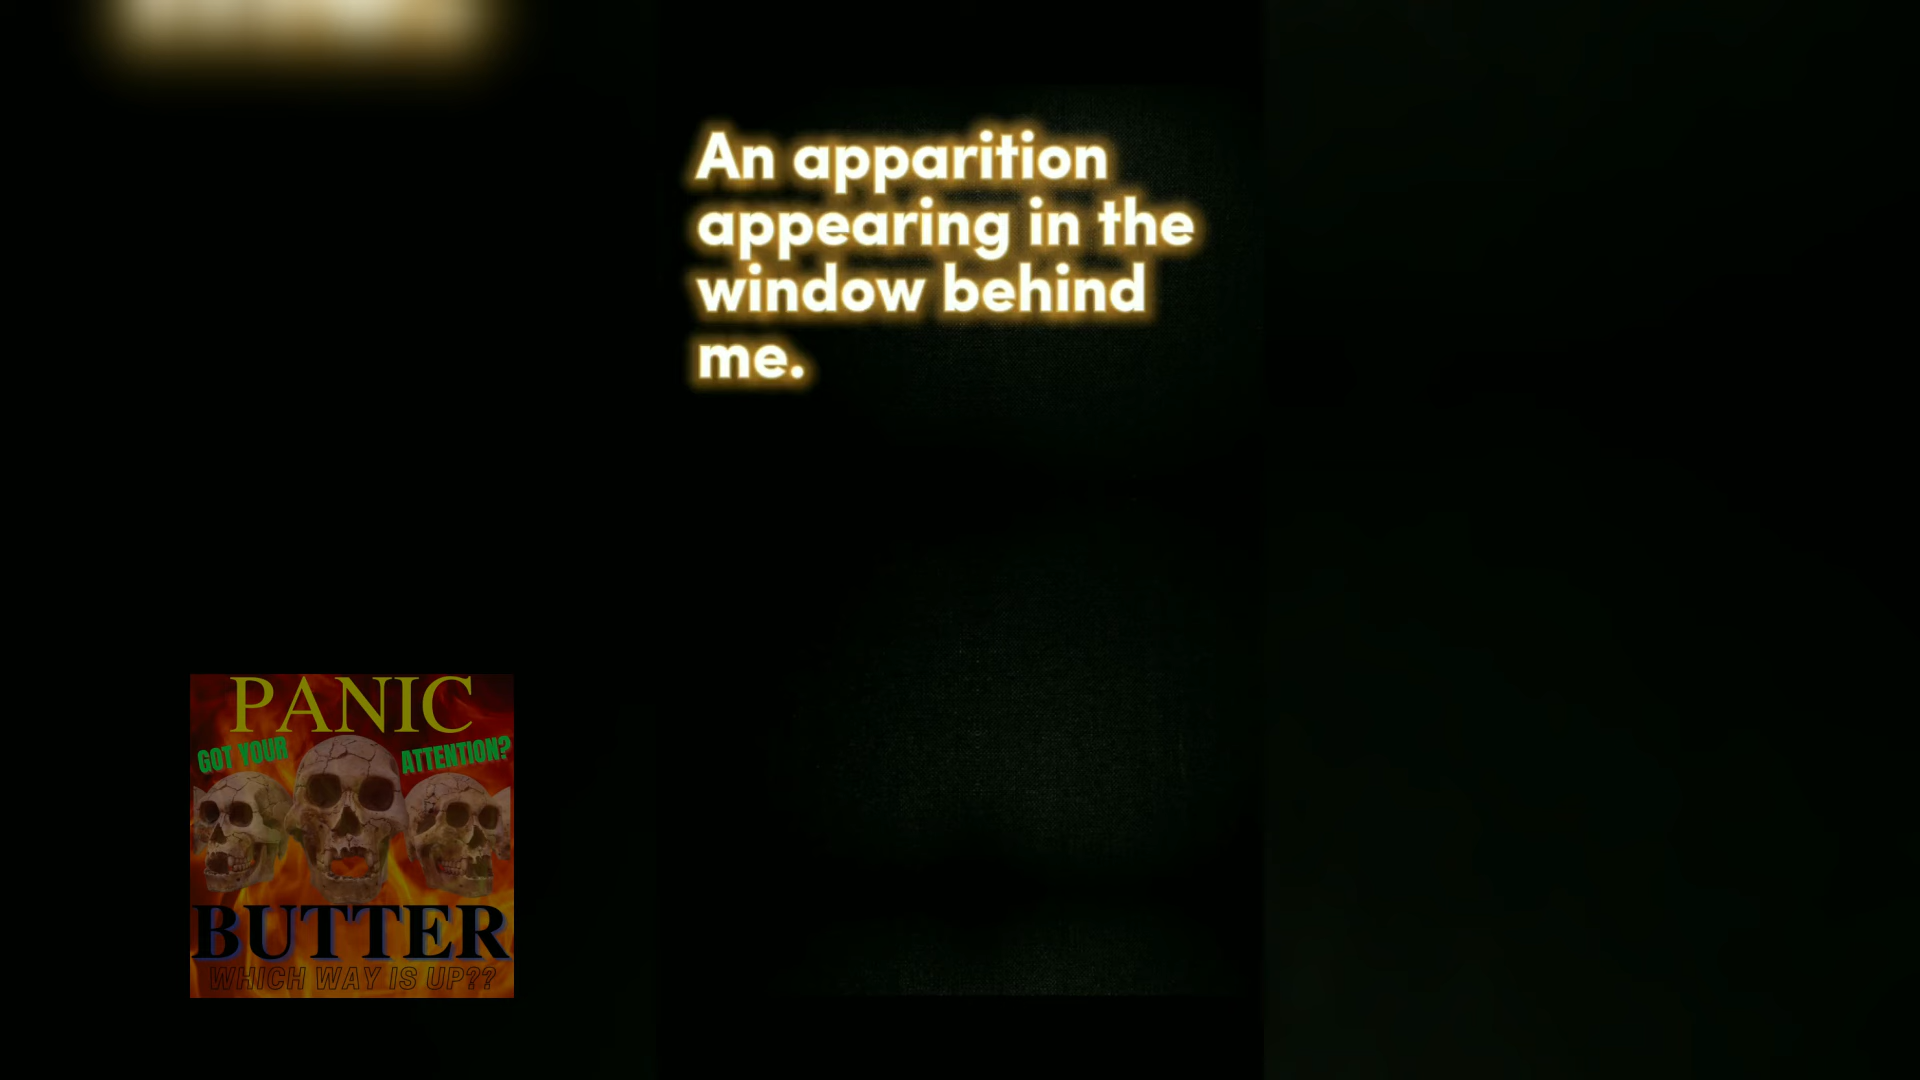 An apparition
appearing in the
window behind
me.
PANIC
GOT YOUR
ATTENTION?
BUTTER
WHICH WAY IS UP??